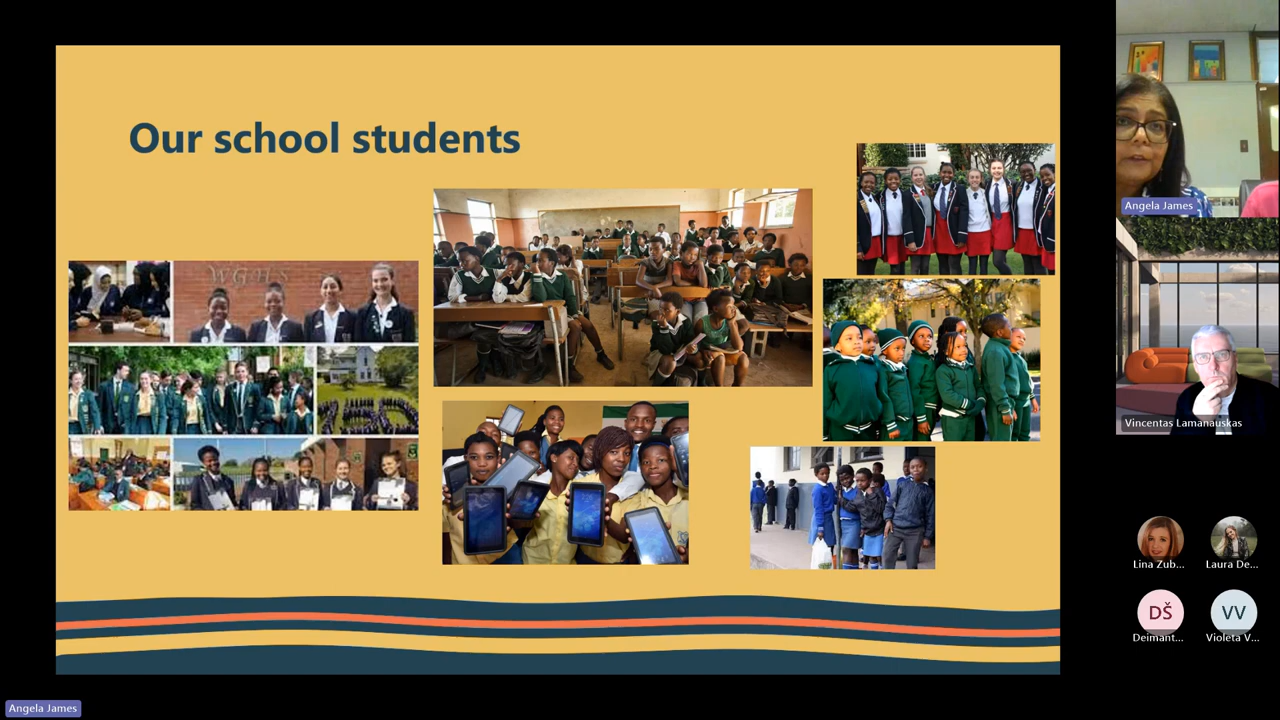 Our school students
WGHS
Angela James
Vincentas Lamanauskas
Lina Zub...
Laura De...
DŠ
VV
Deimant...
Violeta V...
Angela James